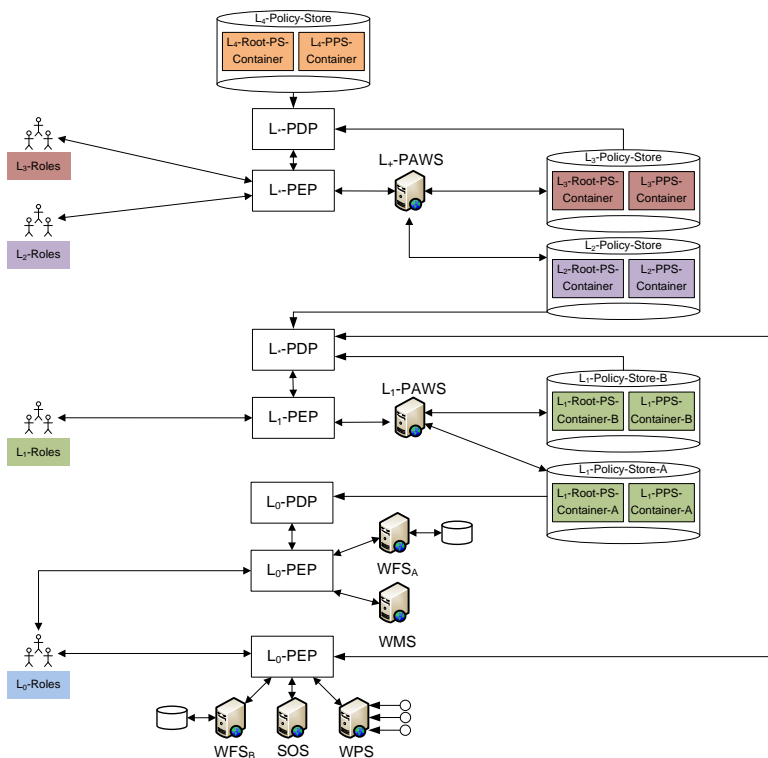 L₄-Policy-Store
L₄-Root-PS-
Container
L₄-PPS-
Container
L*-PDP
L₃-Roles
L*-PEP
L₊-PAWS
L₃-Policy-Store
L₃-Root-PS-
Container
L₃-PPS-
Container
L₂-Roles
L₂-Policy-Store
L₂-Root-PS-
Container
L₂-PPS-
Container
L*-PDP
L₁-Policy-Store-B
L₁-Root-PS-
Container-B
L₁-PPS-
Container-B
L₁-Roles
L₁-PEP
L₁-PAWS
L₁-Policy-Store-A
L₁-Root-PS-
Container-A
L₁-PPS-
Container-A
L₀-PDP
L₀-PEP
WFS_A
WMS
L₀-Roles
L₀-PEP
WFS_B
SOS
WPS